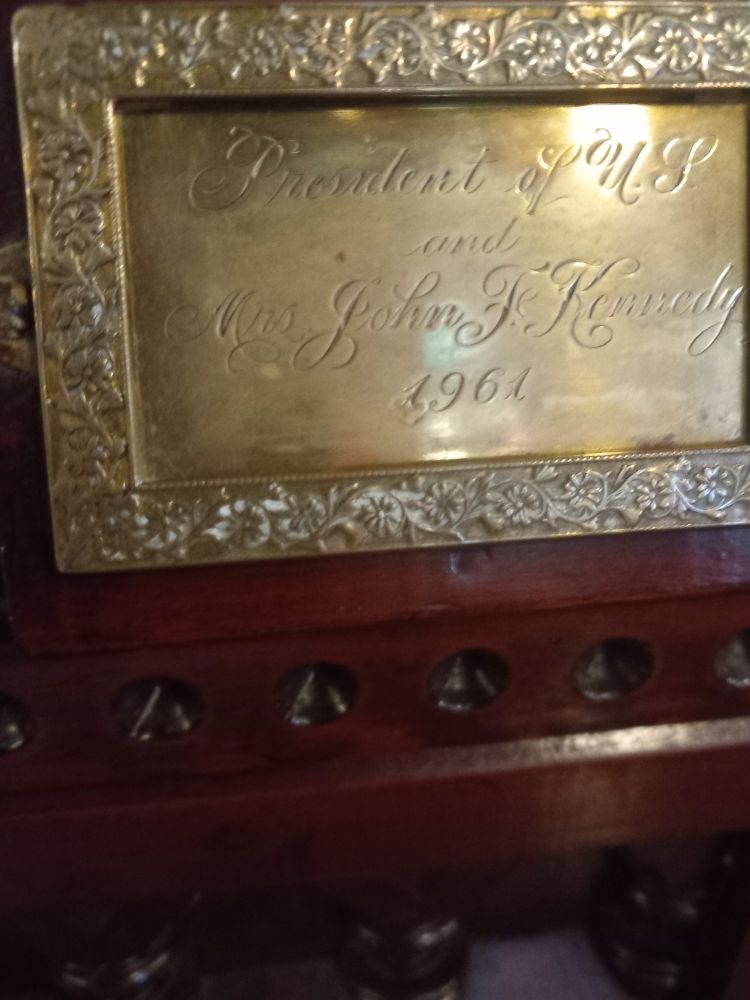 President of U.S.
and
Mrs. John F. Kennedy
1961